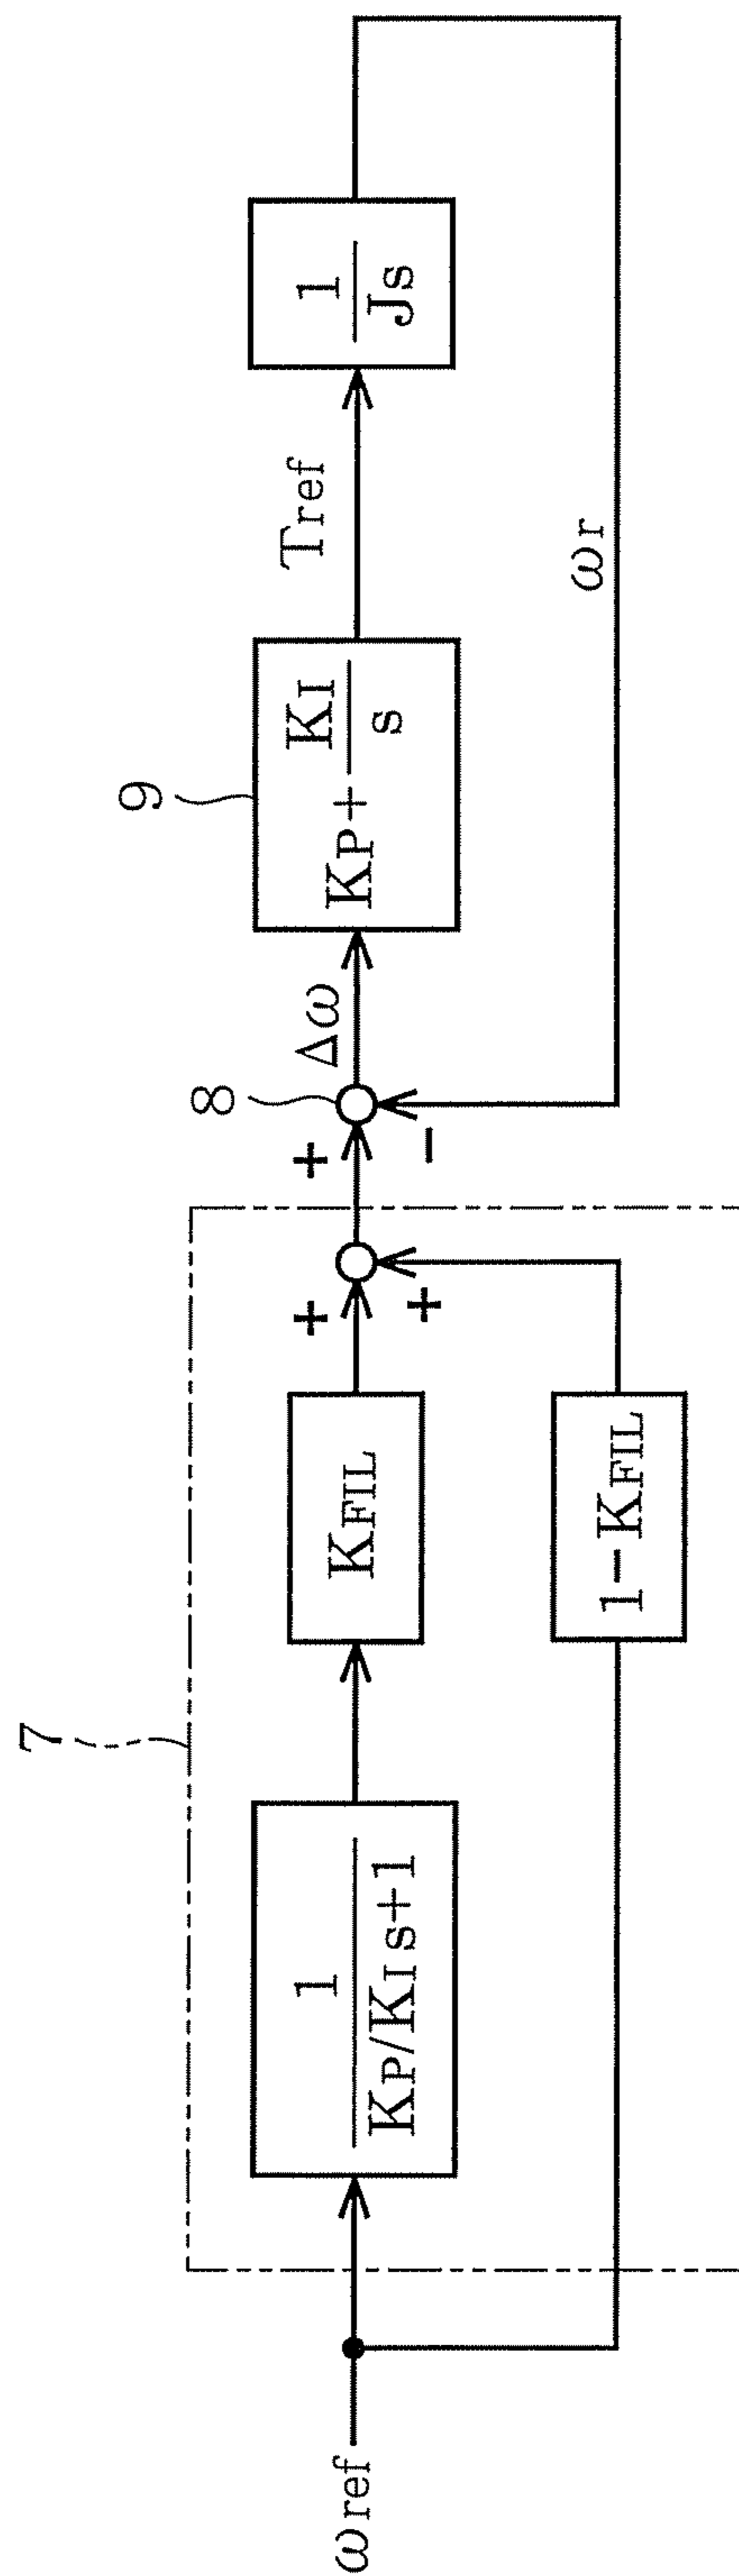 7
8
9
ωref
1
KP/KIs+1
KFIL
1-KFIL
+
+
+
-
Δω
KP+
KI
s
Tref
1
Js
ωr